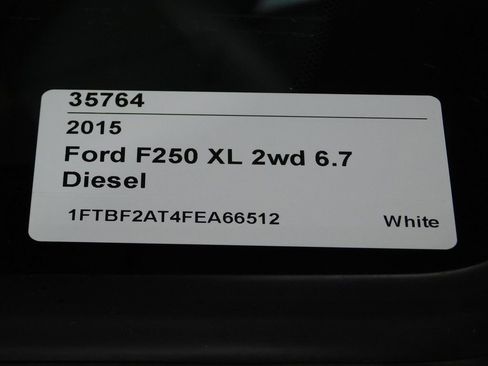 35764
2015
Ford F250 XL 2wd 6.7
Diesel
1FTBF2AT4FEA66512 White